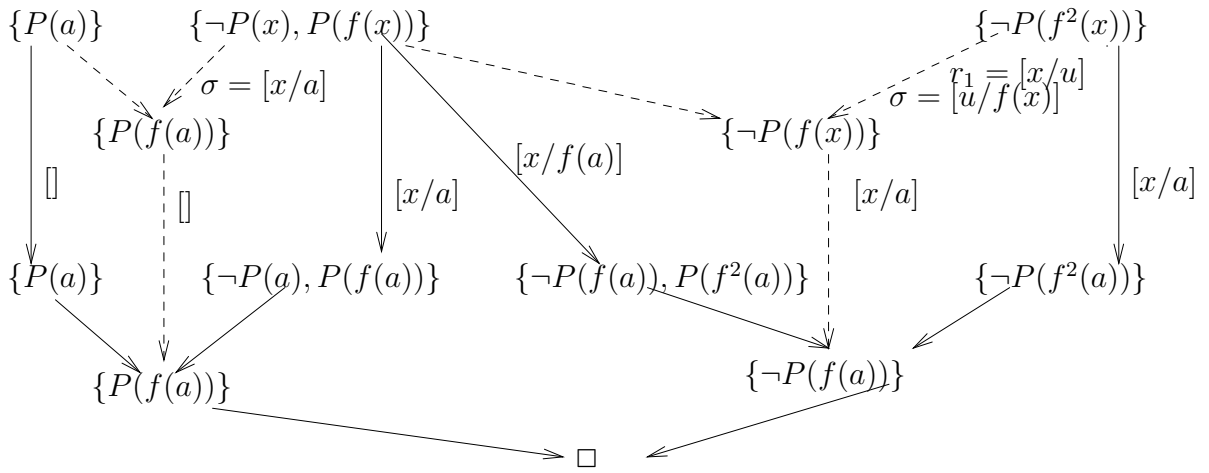 {P(a)} {¬P(x), P(f(x))} {¬P(f²(x))}
r₁ = [x/u]
σ = [x/a] σ = [u/f(x)]
{P(f(a))} {¬P(f(x))}
[x/f(a)]
[] [] [x/a] [x/a] [x/a]
{P(a)} {¬P(a), P(f(a))} {¬P(f(a)), P(f²(a))} {¬P(f²(a))}
{P(f(a))} {¬P(f(a))}
□